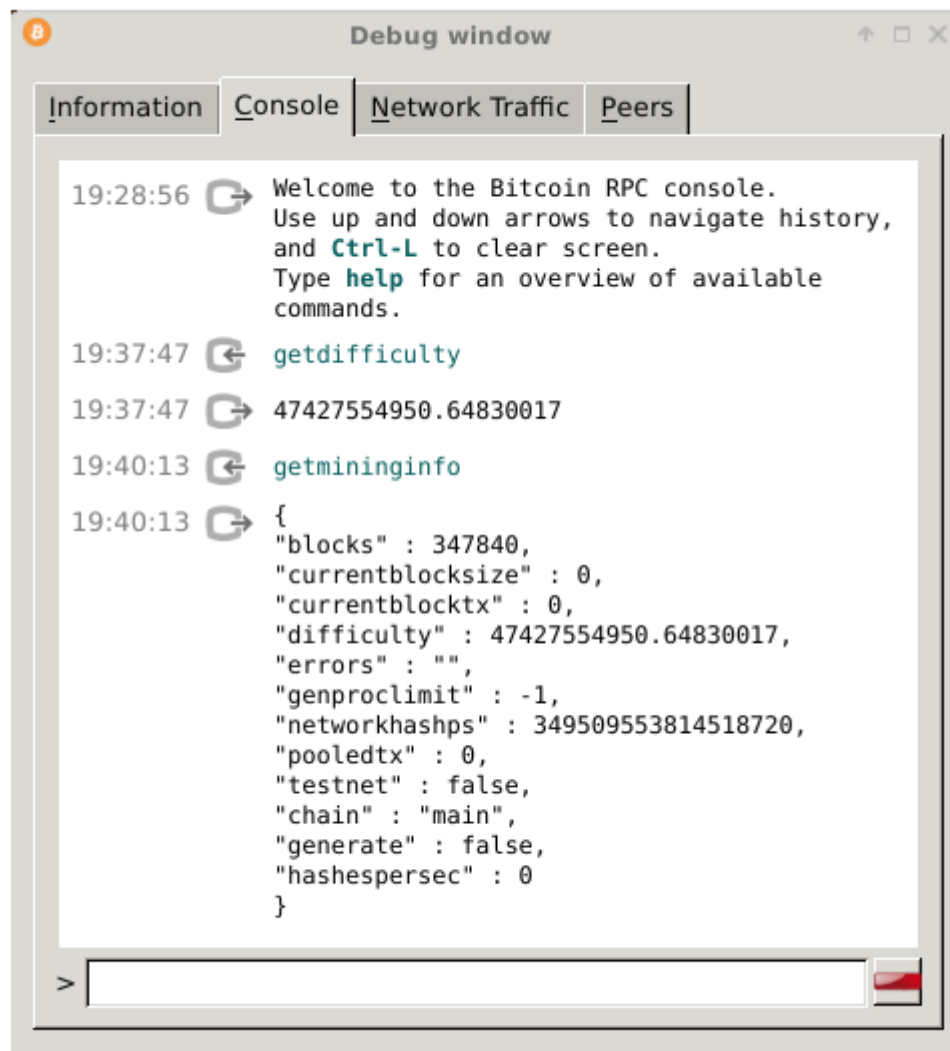 Debug window
Information Console Network Traffic Peers
19:28:56 Welcome to the Bitcoin RPC console.
Use up and down arrows to navigate history,
and Ctrl-L to clear screen.
Type help for an overview of available
commands.
19:37:47 getdifficulty
19:37:47 47427554950.64830017
19:40:13 getmininginfo
19:40:13 {
"blocks" : 347840,
"currentblocksize" : 0,
"currentblocktx" : 0,
"difficulty" : 47427554950.64830017,
"errors" : "",
"genproclimit" : -1,
"networkhashps" : 349509553814518720,
"pooledtx" : 0,
"testnet" : false,
"chain" : "main",
"generate" : false,
"hashespersec" : 0
}
>